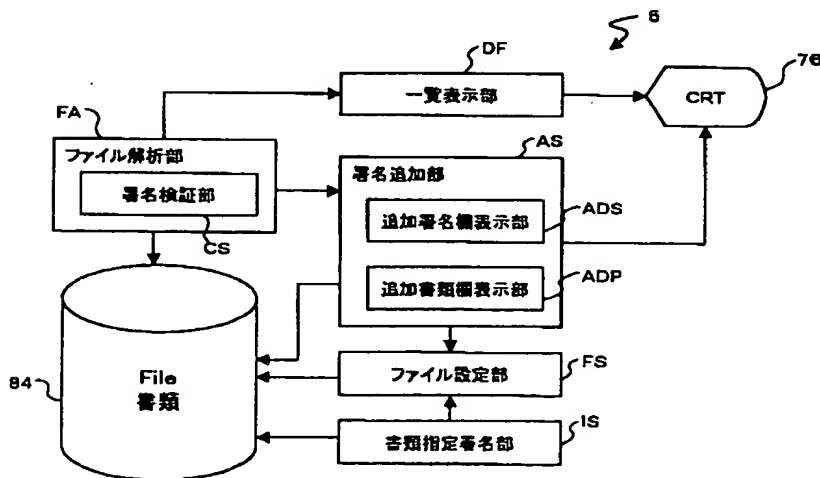 6
DF
76
一覧表示部
CRT
FA
ファイル解析部
署名検証部
CS
AS
署名追加部
追加署名欄表示部
ADS
追加書類欄表示部
ADP
84
File
書類
ファイル設定部
FS
書類指定署名部
IS